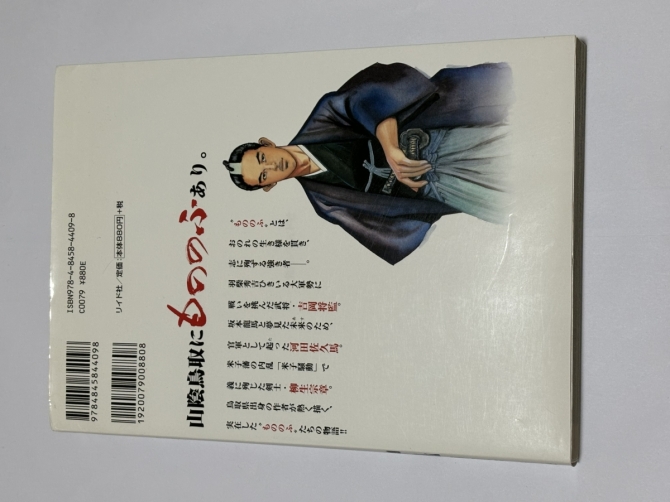 山陰鳥取にもののふあり。
“もののふ”とは、
おのれの生き様を貫き、
志に殉ずる強き者――。
羽柴秀吉ひきいる大軍勢に
戦いを挑んだ武将・吉岡将監。
坂本龍馬と夢見た未来のため、
官軍として起った河田佐久馬。
米子藩の内乱「米子騒動」で
義に殉じた剣士・柳生宗章。
鳥取県出身の作者が熱く描く、
実在した“もののふ”たちの物語!!
ISBN978-4-8458-4409-8
C0079 ¥880E
リイド社/定価:本体880円+税
9784845844098
1920079008808